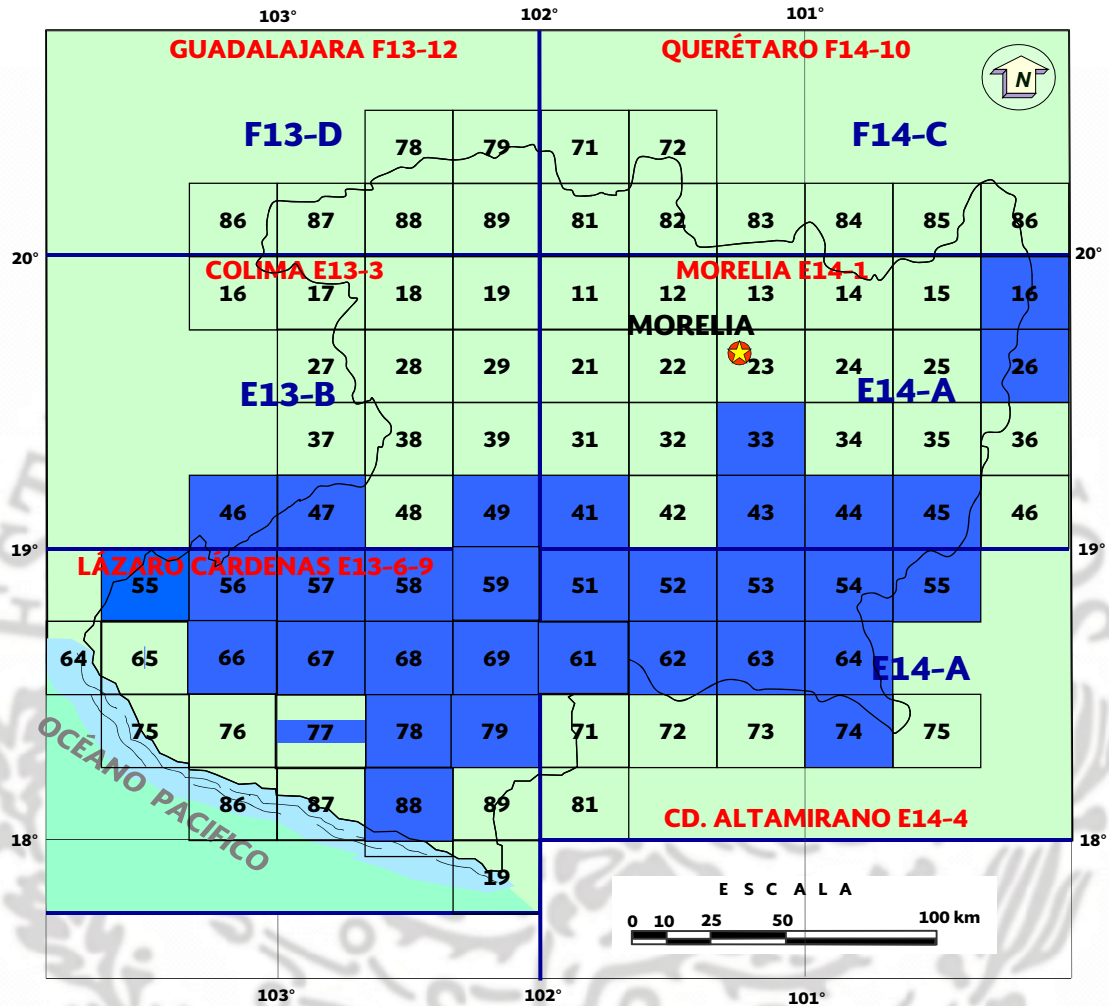 103° 102° 101°
GUADALAJARA F13-12 QUERÉTARO F14-10
N
F13-D F14-C
78 79 71 72
86 87 88 89 81 82 83 84 85 86
20° 20°
COLIMA E13-3 MORELIA E14-1
16 17 18 19 11 12 13 14 15 16
MORELIA
27 28 29 21 22 23 24 25 26
E13-B E14-A
37 38 39 31 32 33 34 35 36
46 47 48 49 41 42 43 44 45 46
19° 19°
LÁZARO CÁRDENAS E13-6-9
55 56 57 58 59 51 52 53 54 55
64 65 66 67 68 69 61 62 63 64
E14-A
75 76 77 78 79 71 72 73 74 75
OCÉANO PACIFICO
86 87 88 89 81
CD. ALTAMIRANO E14-4
18° 18°
19
E S C A L A
0 10 25 50 100 km
103° 102° 101°